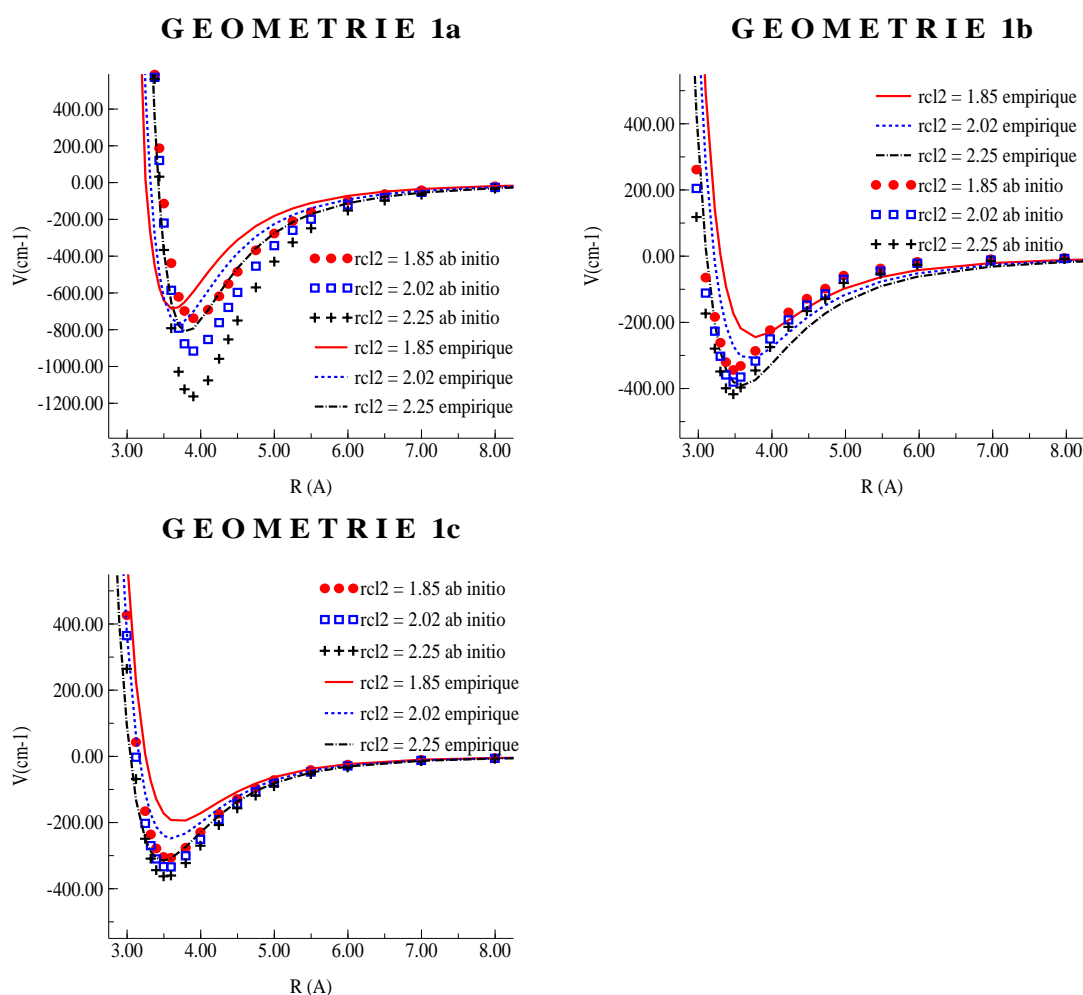 G E O M E T R I E 1a
V(cm-1)
400.00
200.00
0.00
-200.00
-400.00
-600.00
-800.00
-1000.00
-1200.00
rcl2 = 1.85 ab initio
rcl2 = 2.02 ab initio
rcl2 = 2.25 ab initio
rcl2 = 1.85 empirique
rcl2 = 2.02 empirique
rcl2 = 2.25 empirique
3.00 4.00 5.00 6.00 7.00 8.00
R (A)
G E O M E T R I E 1b
V(cm-1)
400.00
200.00
0.00
-200.00
-400.00
rcl2 = 1.85 empirique
rcl2 = 2.02 empirique
rcl2 = 2.25 empirique
rcl2 = 1.85 ab initio
rcl2 = 2.02 ab initio
rcl2 = 2.25 ab initio
3.00 4.00 5.00 6.00 7.00 8.00
R (A)
G E O M E T R I E 1c
V(cm-1)
400.00
200.00
0.00
-200.00
-400.00
rcl2 = 1.85 ab initio
rcl2 = 2.02 ab initio
rcl2 = 2.25 ab initio
rcl2 = 1.85 empirique
rcl2 = 2.02 empirique
rcl2 = 2.25 empirique
3.00 4.00 5.00 6.00 7.00 8.00
R (A)